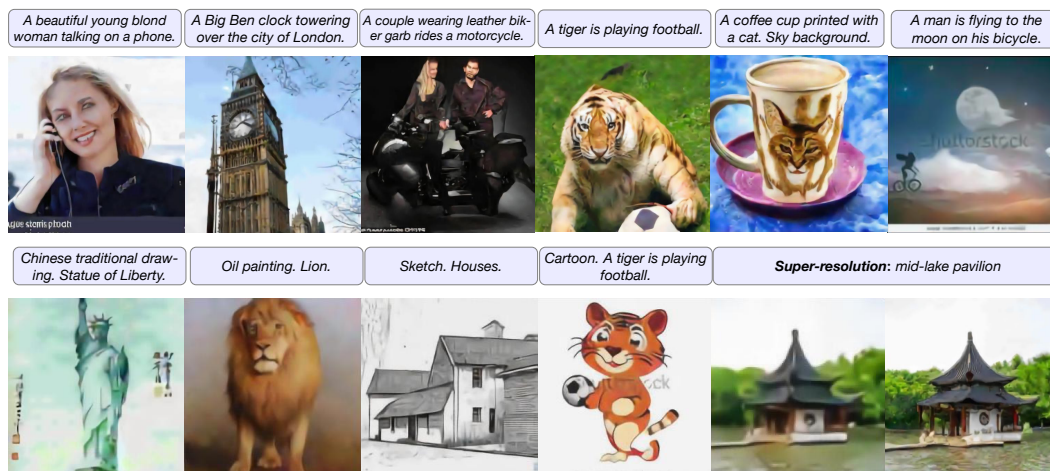 A beautiful young blond
woman talking on a phone.
A Big Ben clock towering
over the city of London.
A couple wearing leather bik-
er garb rides a motorcycle.
A tiger is playing football.
A coffee cup printed with
a cat. Sky background.
A man is flying to the
moon on his bicycle.
shutterstock
Chinese traditional draw-
ing. Statue of Liberty.
Oil painting. Lion.
Sketch. Houses.
Cartoon. A tiger is playing
football.
Super-resolution: mid-lake pavilion